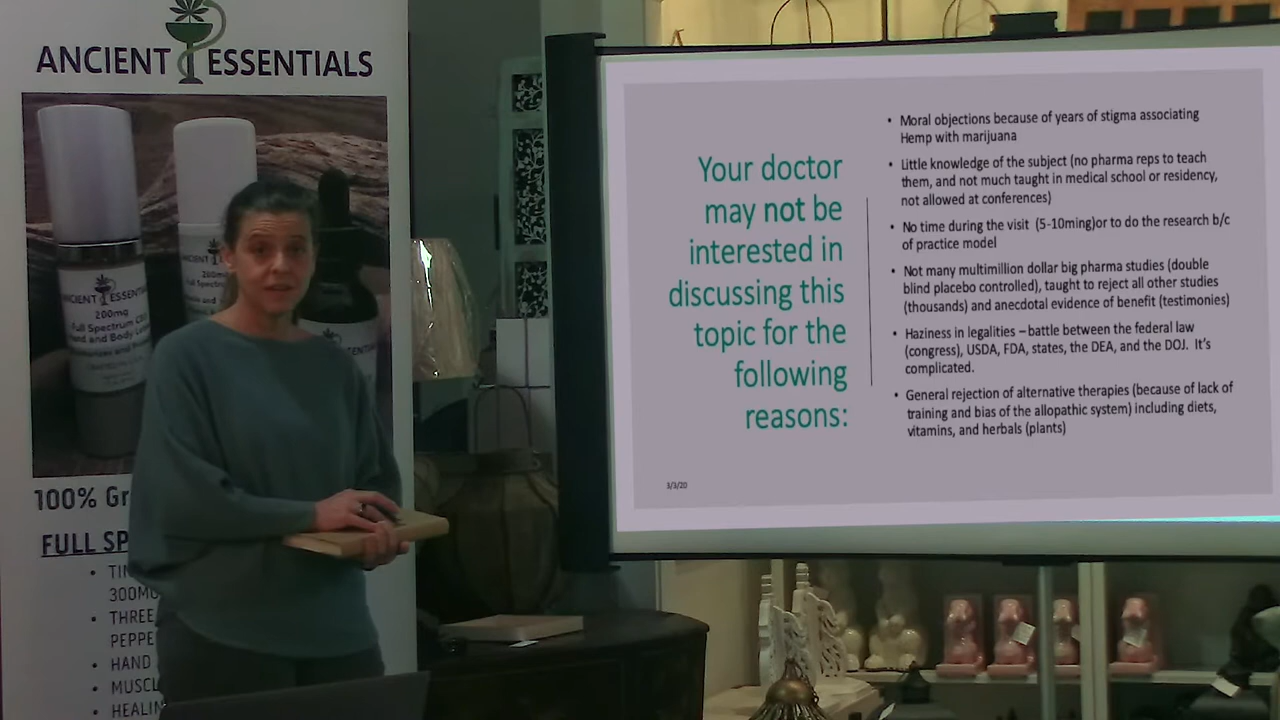 ANCIENT ESSENTIALS
ANCIENT ESSENTIALS
200mg
Full Spectrum CBD
Hand and Body Lotion
100% Gr
FULL SP
• TIN
300MG
• THREE
PEPPE
• HAND
• MUSCL
• HEALIN
Your doctor
may not be
interested in
discussing this
topic for the
following
reasons:
• Moral objections because of years of stigma associating
Hemp with marijuana
• Little knowledge of the subject (no pharma reps to teach
them, and not much taught in medical school or residency,
not allowed at conferences)
• No time during the visit (5-10ming)or to do the research b/c
of practice model
• Not many multimillion dollar big pharma studies (double
blind placebo controlled), taught to reject all other studies
(thousands) and anecdotal evidence of benefit (testimonies)
• Haziness in legalities – battle between the federal law
(congress), USDA, FDA, states, the DEA, and the DOJ. It's
complicated.
• General rejection of alternative therapies (because of lack of
training and bias of the allopathic system) including diets,
vitamins, and herbals (plants)
3/3/20